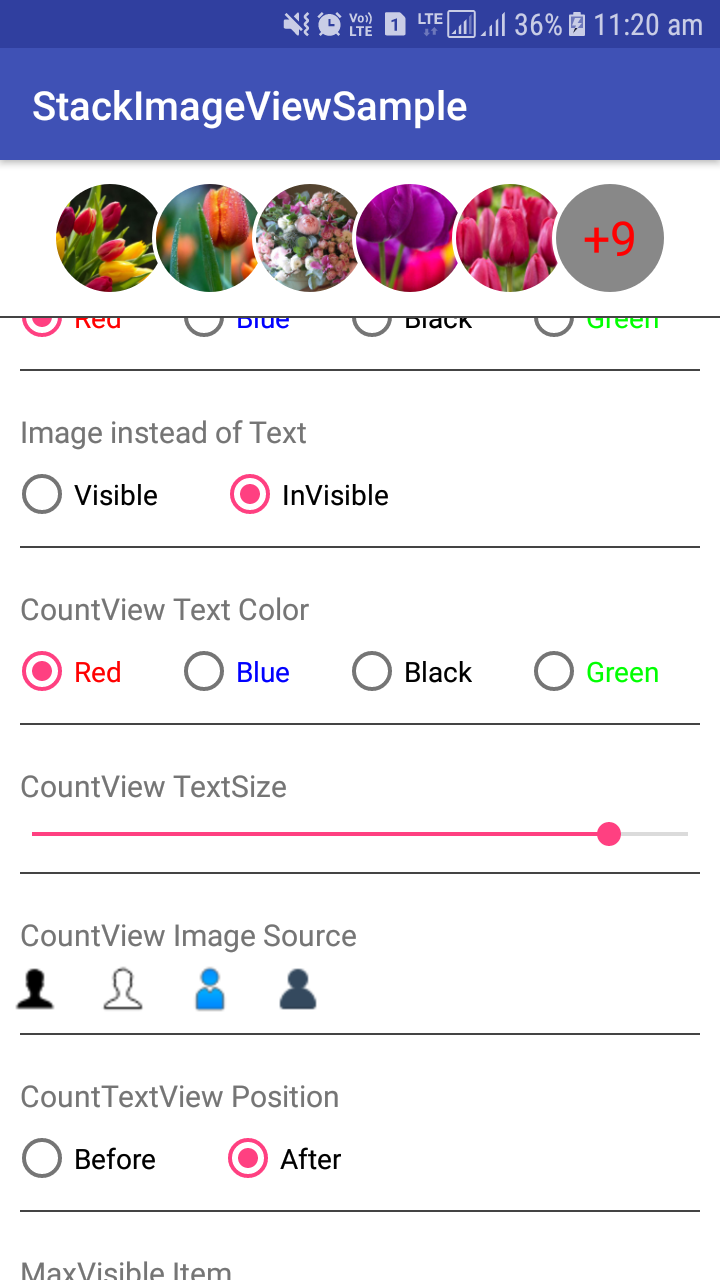 Vo)) LTE 1 LTE 36% 11:20 am
StackImageViewSample
+9
Red Blue Black Green
Image instead of Text
Visible InVisible
CountView Text Color
Red Blue Black Green
CountView TextSize
CountView Image Source
CountTextView Position
Before After
MaxVisible Item